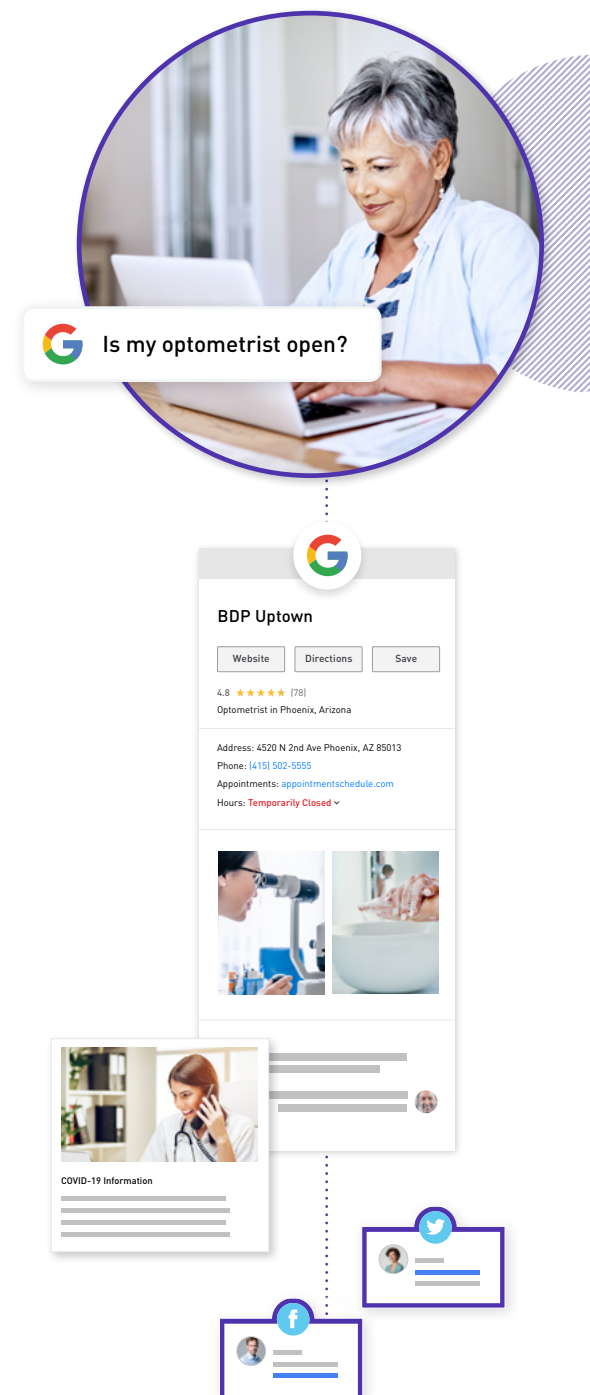 Is my optometrist open?
BDP Uptown
Website Directions Save
4.8 ★★★★★ (78)
Optometrist in Phoenix, Arizona
Address: 4520 N 2nd Ave Phoenix, AZ 85013
Phone: (415) 502-5555
Appointments: appointmentschedule.com
Hours: Temporarily Closed
COVID-19 Information